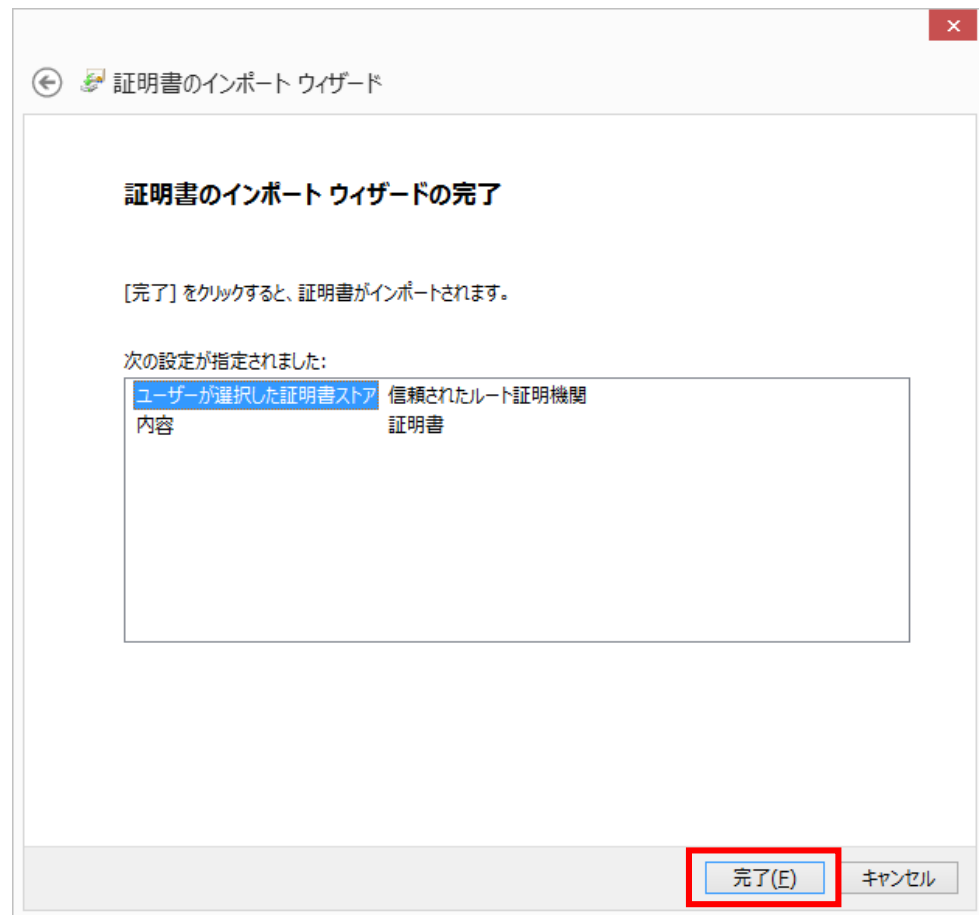 証明書のインポート ウィザード
証明書のインポート ウィザードの完了
[完了] をクリックすると、証明書がインポートされます。
次の設定が指定されました:
ユーザーが選択した証明書ストア 信頼されたルート証明機関
内容 証明書
完了(F) キャンセル